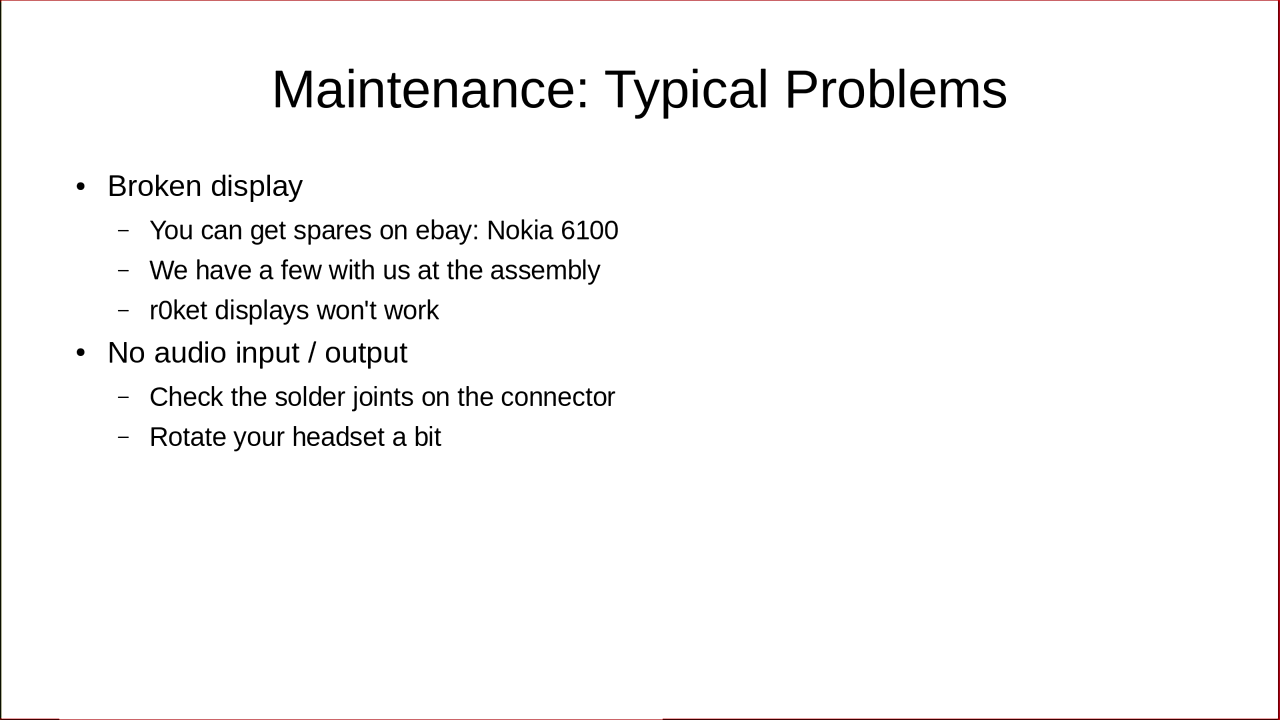 Maintenance: Typical Problems
• Broken display
– You can get spares on ebay: Nokia 6100
– We have a few with us at the assembly
– r0ket displays won't work
• No audio input / output
– Check the solder joints on the connector
– Rotate your headset a bit